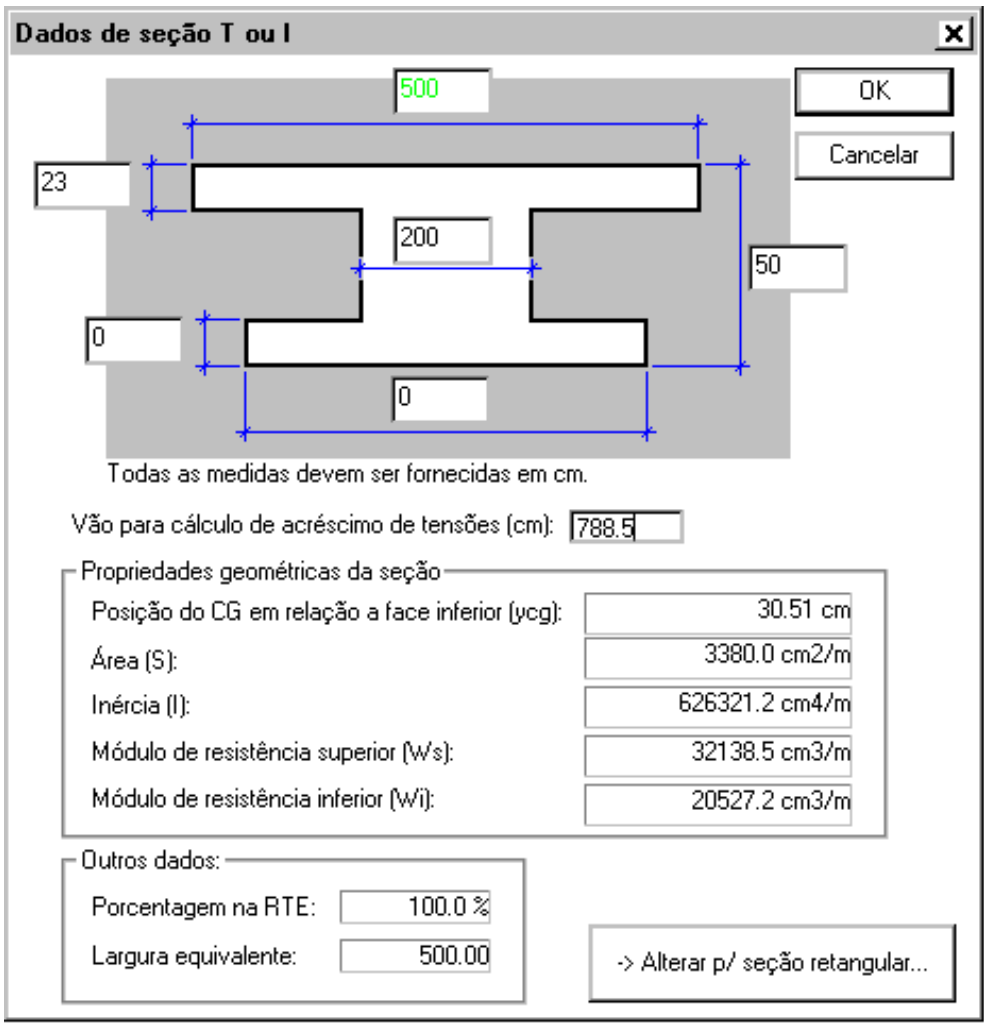 Dados de seção T ou I
500
OK
Cancelar
23
200
50
0
0
Todas as medidas devem ser fornecidas em cm.
Vão para cálculo de acréscimo de tensões (cm): 788.5
Propriedades geométricas da seção
Posição do CG em relação a face inferior (ycg): 30.51 cm
Área (S): 3380.0 cm2/m
Inércia (I): 626321.2 cm4/m
Módulo de resistência superior (Ws): 32138.5 cm3/m
Módulo de resistência inferior (Wi): 20527.2 cm3/m
Outros dados:
Porcentagem na RTE: 100.0 %
Largura equivalente: 500.00
-> Alterar p/ seção retangular...